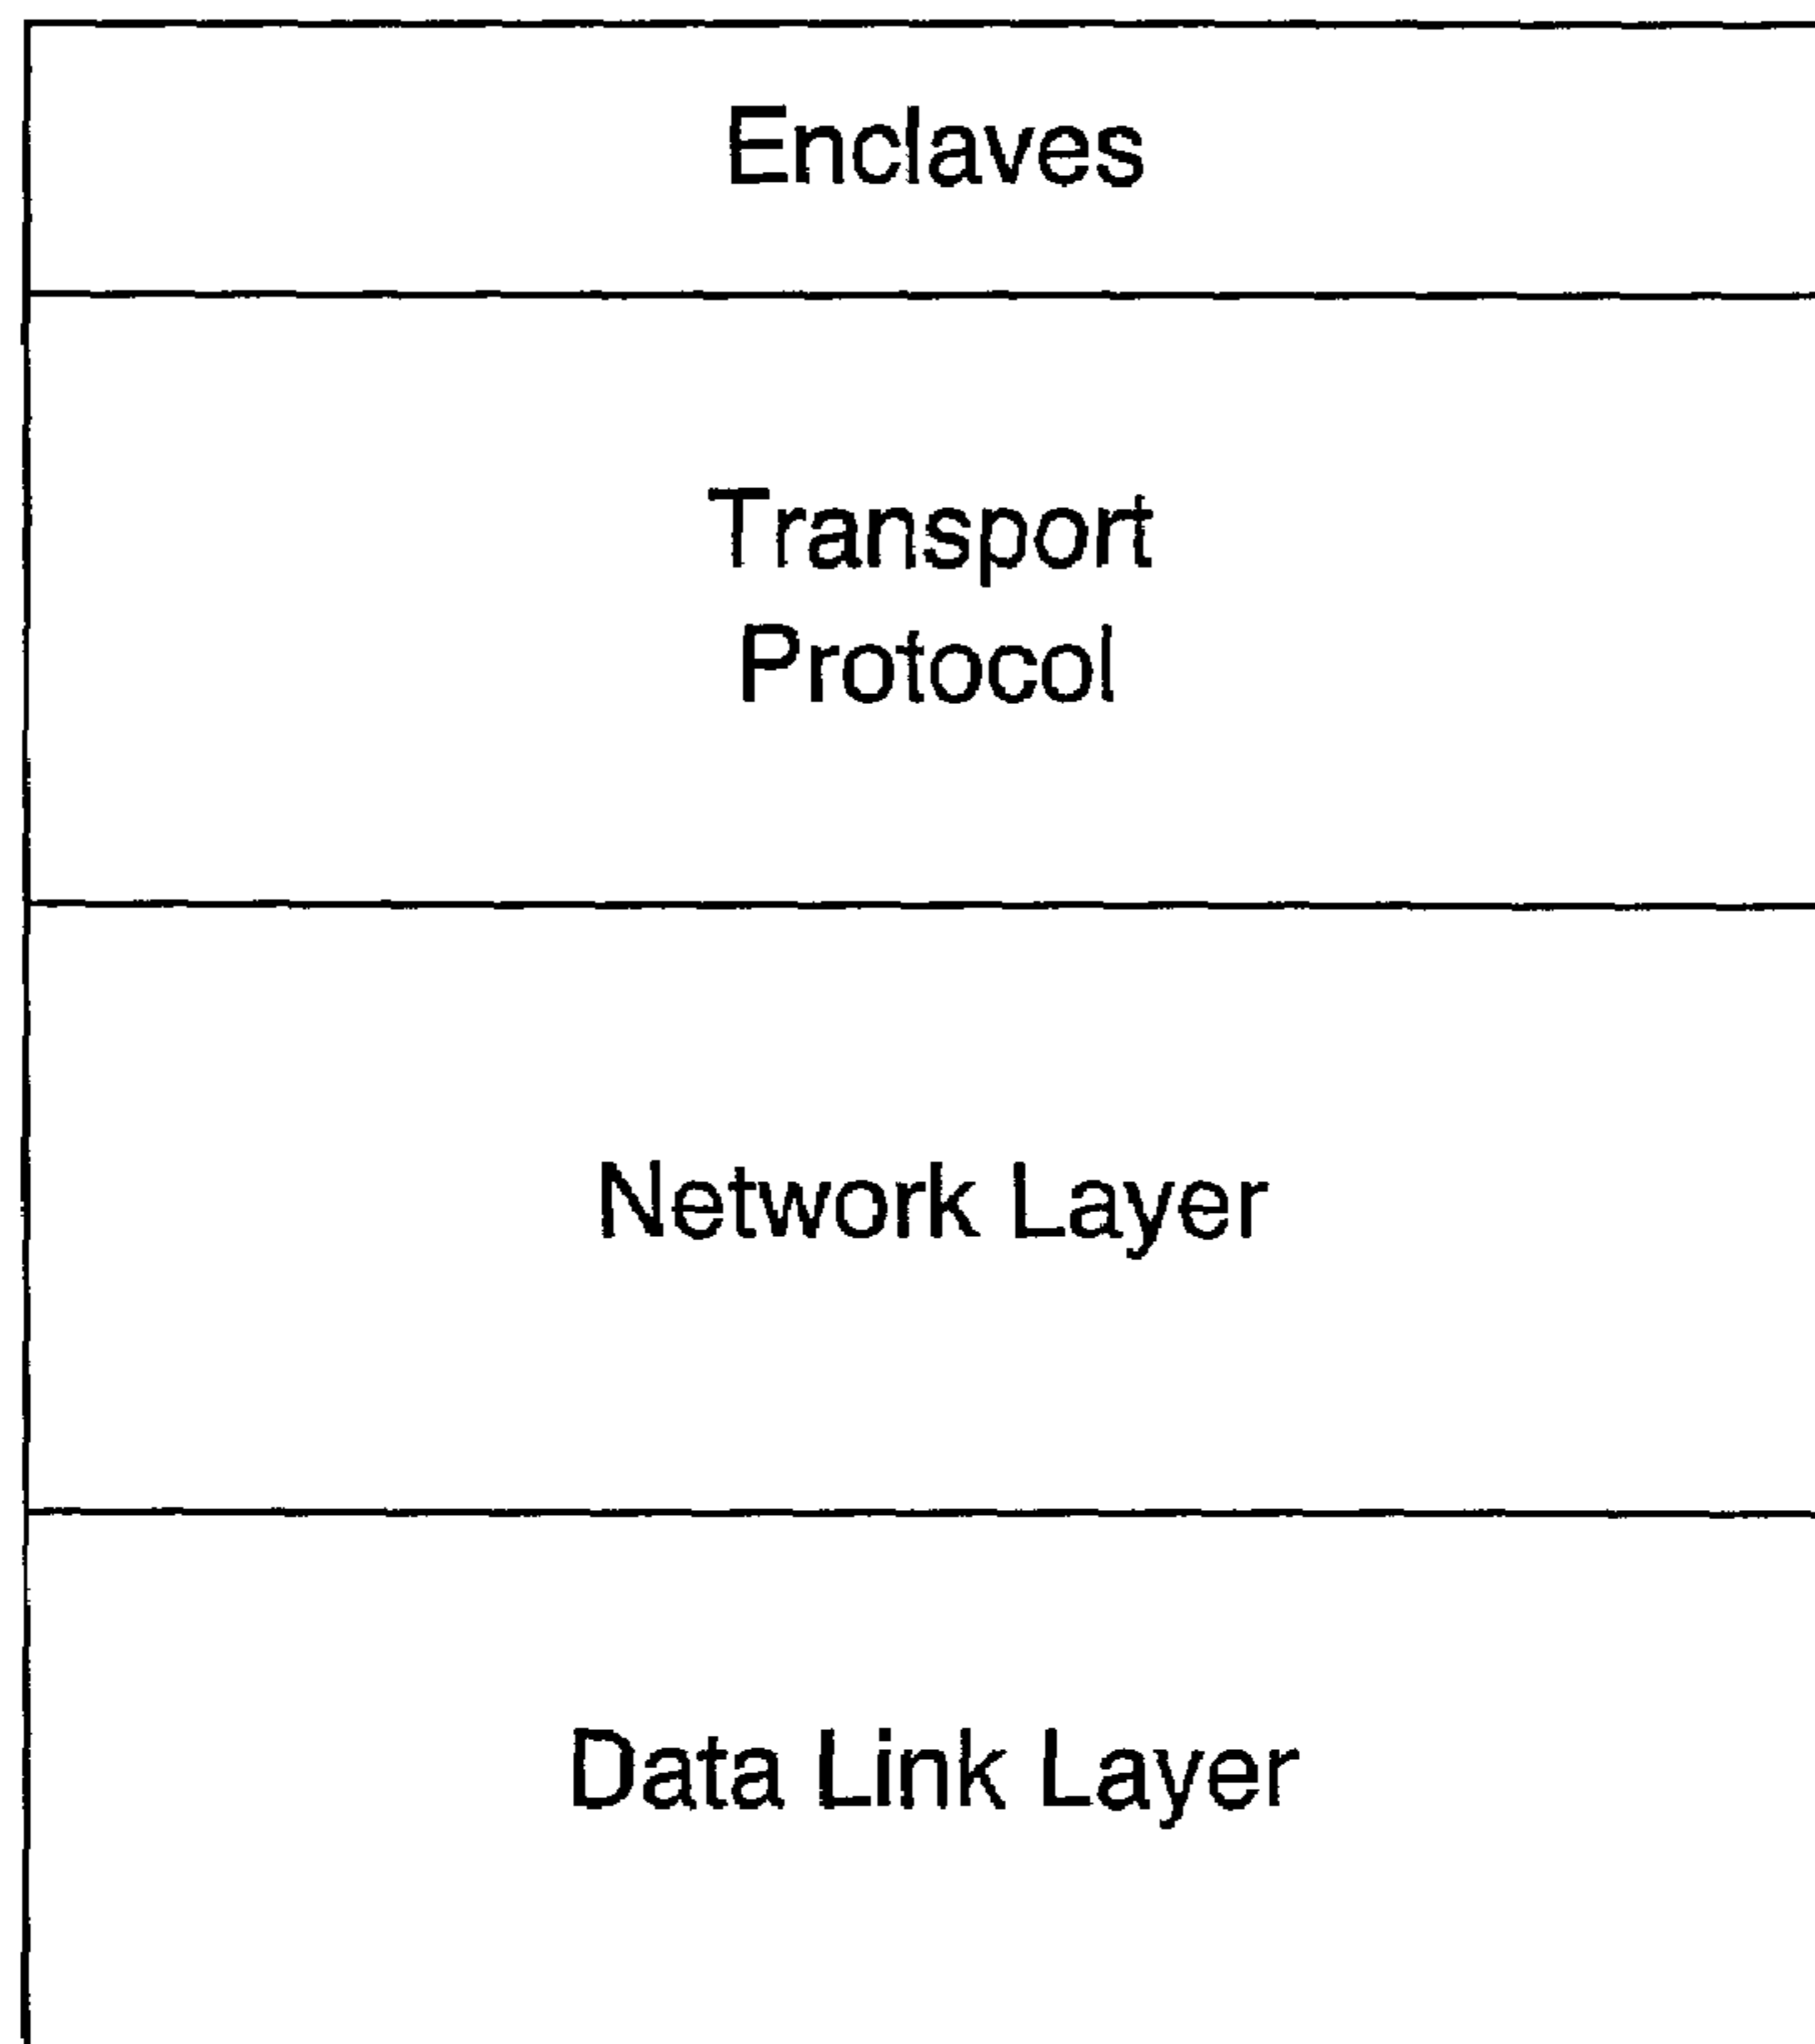 Enclaves
Transport
Protocol
Network Layer
Data Link Layer